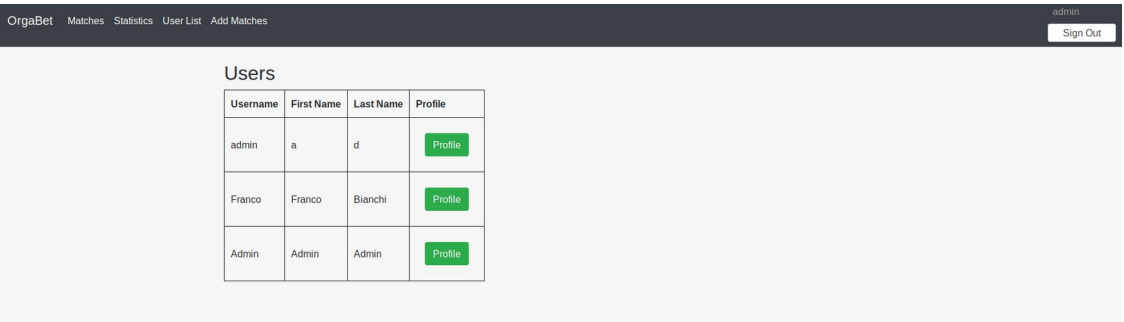 OrgaBet Matches Statistics User List Add Matches
admin
Sign Out
Users
Username First Name Last Name Profile
admin a d Profile
Franco Franco Bianchi Profile
Admin Admin Admin Profile